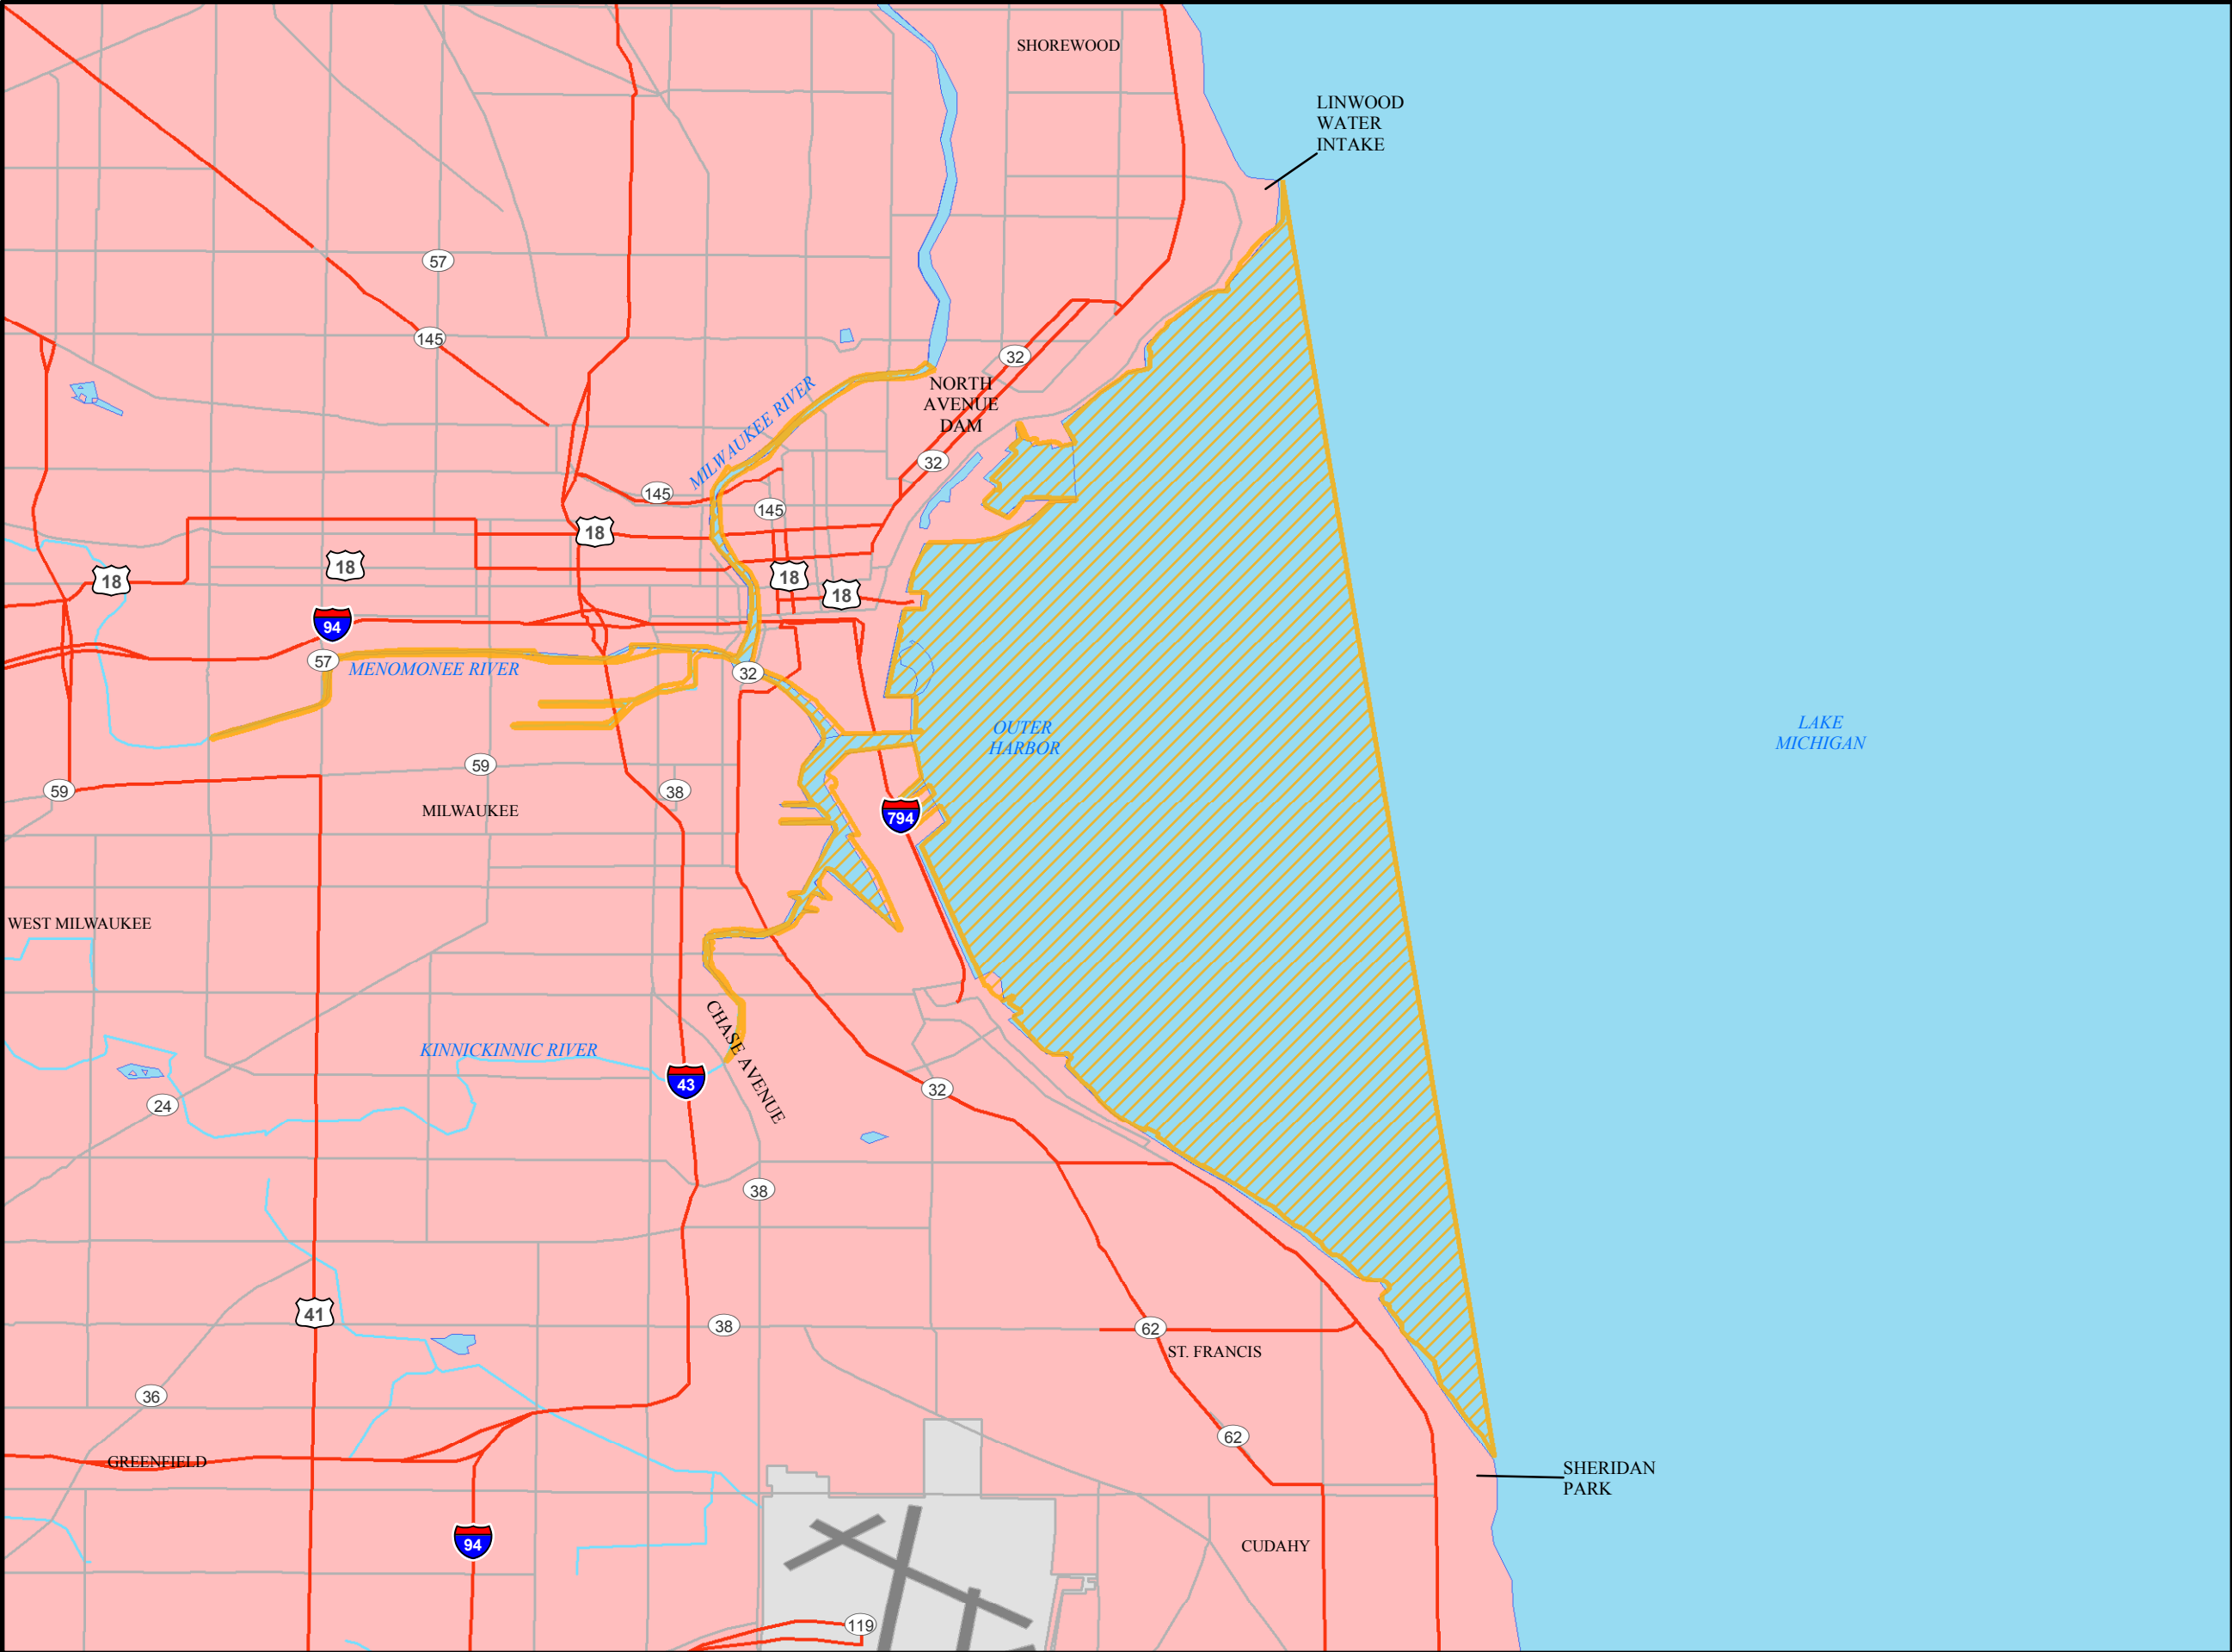 SHOREWOOD
LINWOOD
WATER
INTAKE
57
145
32
NORTH
AVENUE
DAM
MILWAUKEE RIVER
32
145
145
18
18
18
18
18
94
57
MENOMONEE RIVER
32
OUTER
HARBOR
LAKE
MICHIGAN
59
59
38
MILWAUKEE
794
WEST MILWAUKEE
CHASE AVENUE
KINNICKINNIC RIVER
43
32
24
38
41
38
62
ST. FRANCIS
36
62
GREENFIELD
SHERIDAN
PARK
94
CUDAHY
119